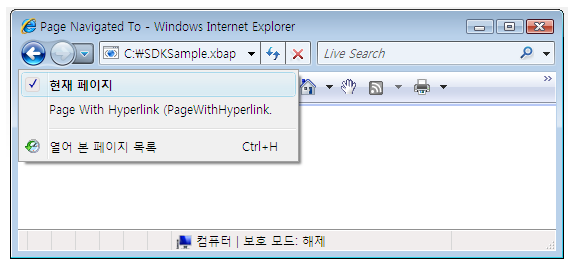 Page Navigated To - Windows Internet Explorer
C:₩SDKSample.xbap
Live Search
현재 페이지
Page With Hyperlink (PageWithHyperlink.
열어 본 페이지 목록 Ctrl+H
컴퓨터 | 보호 모드: 해제